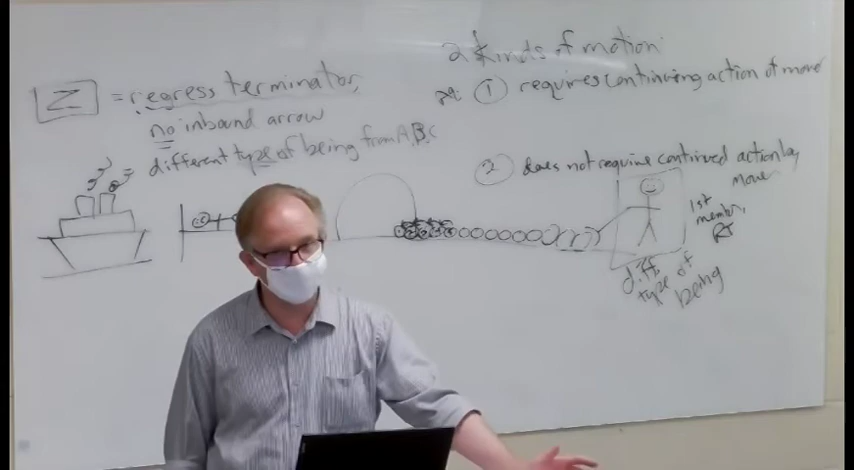 2 kinds of motion:
Z = regress terminator,
no inbound arrow
= different type of being from A, B, C
1 requires continuing action of mover
2 does not require continued action by
mover
1st
member,
RT
diff
type of
being